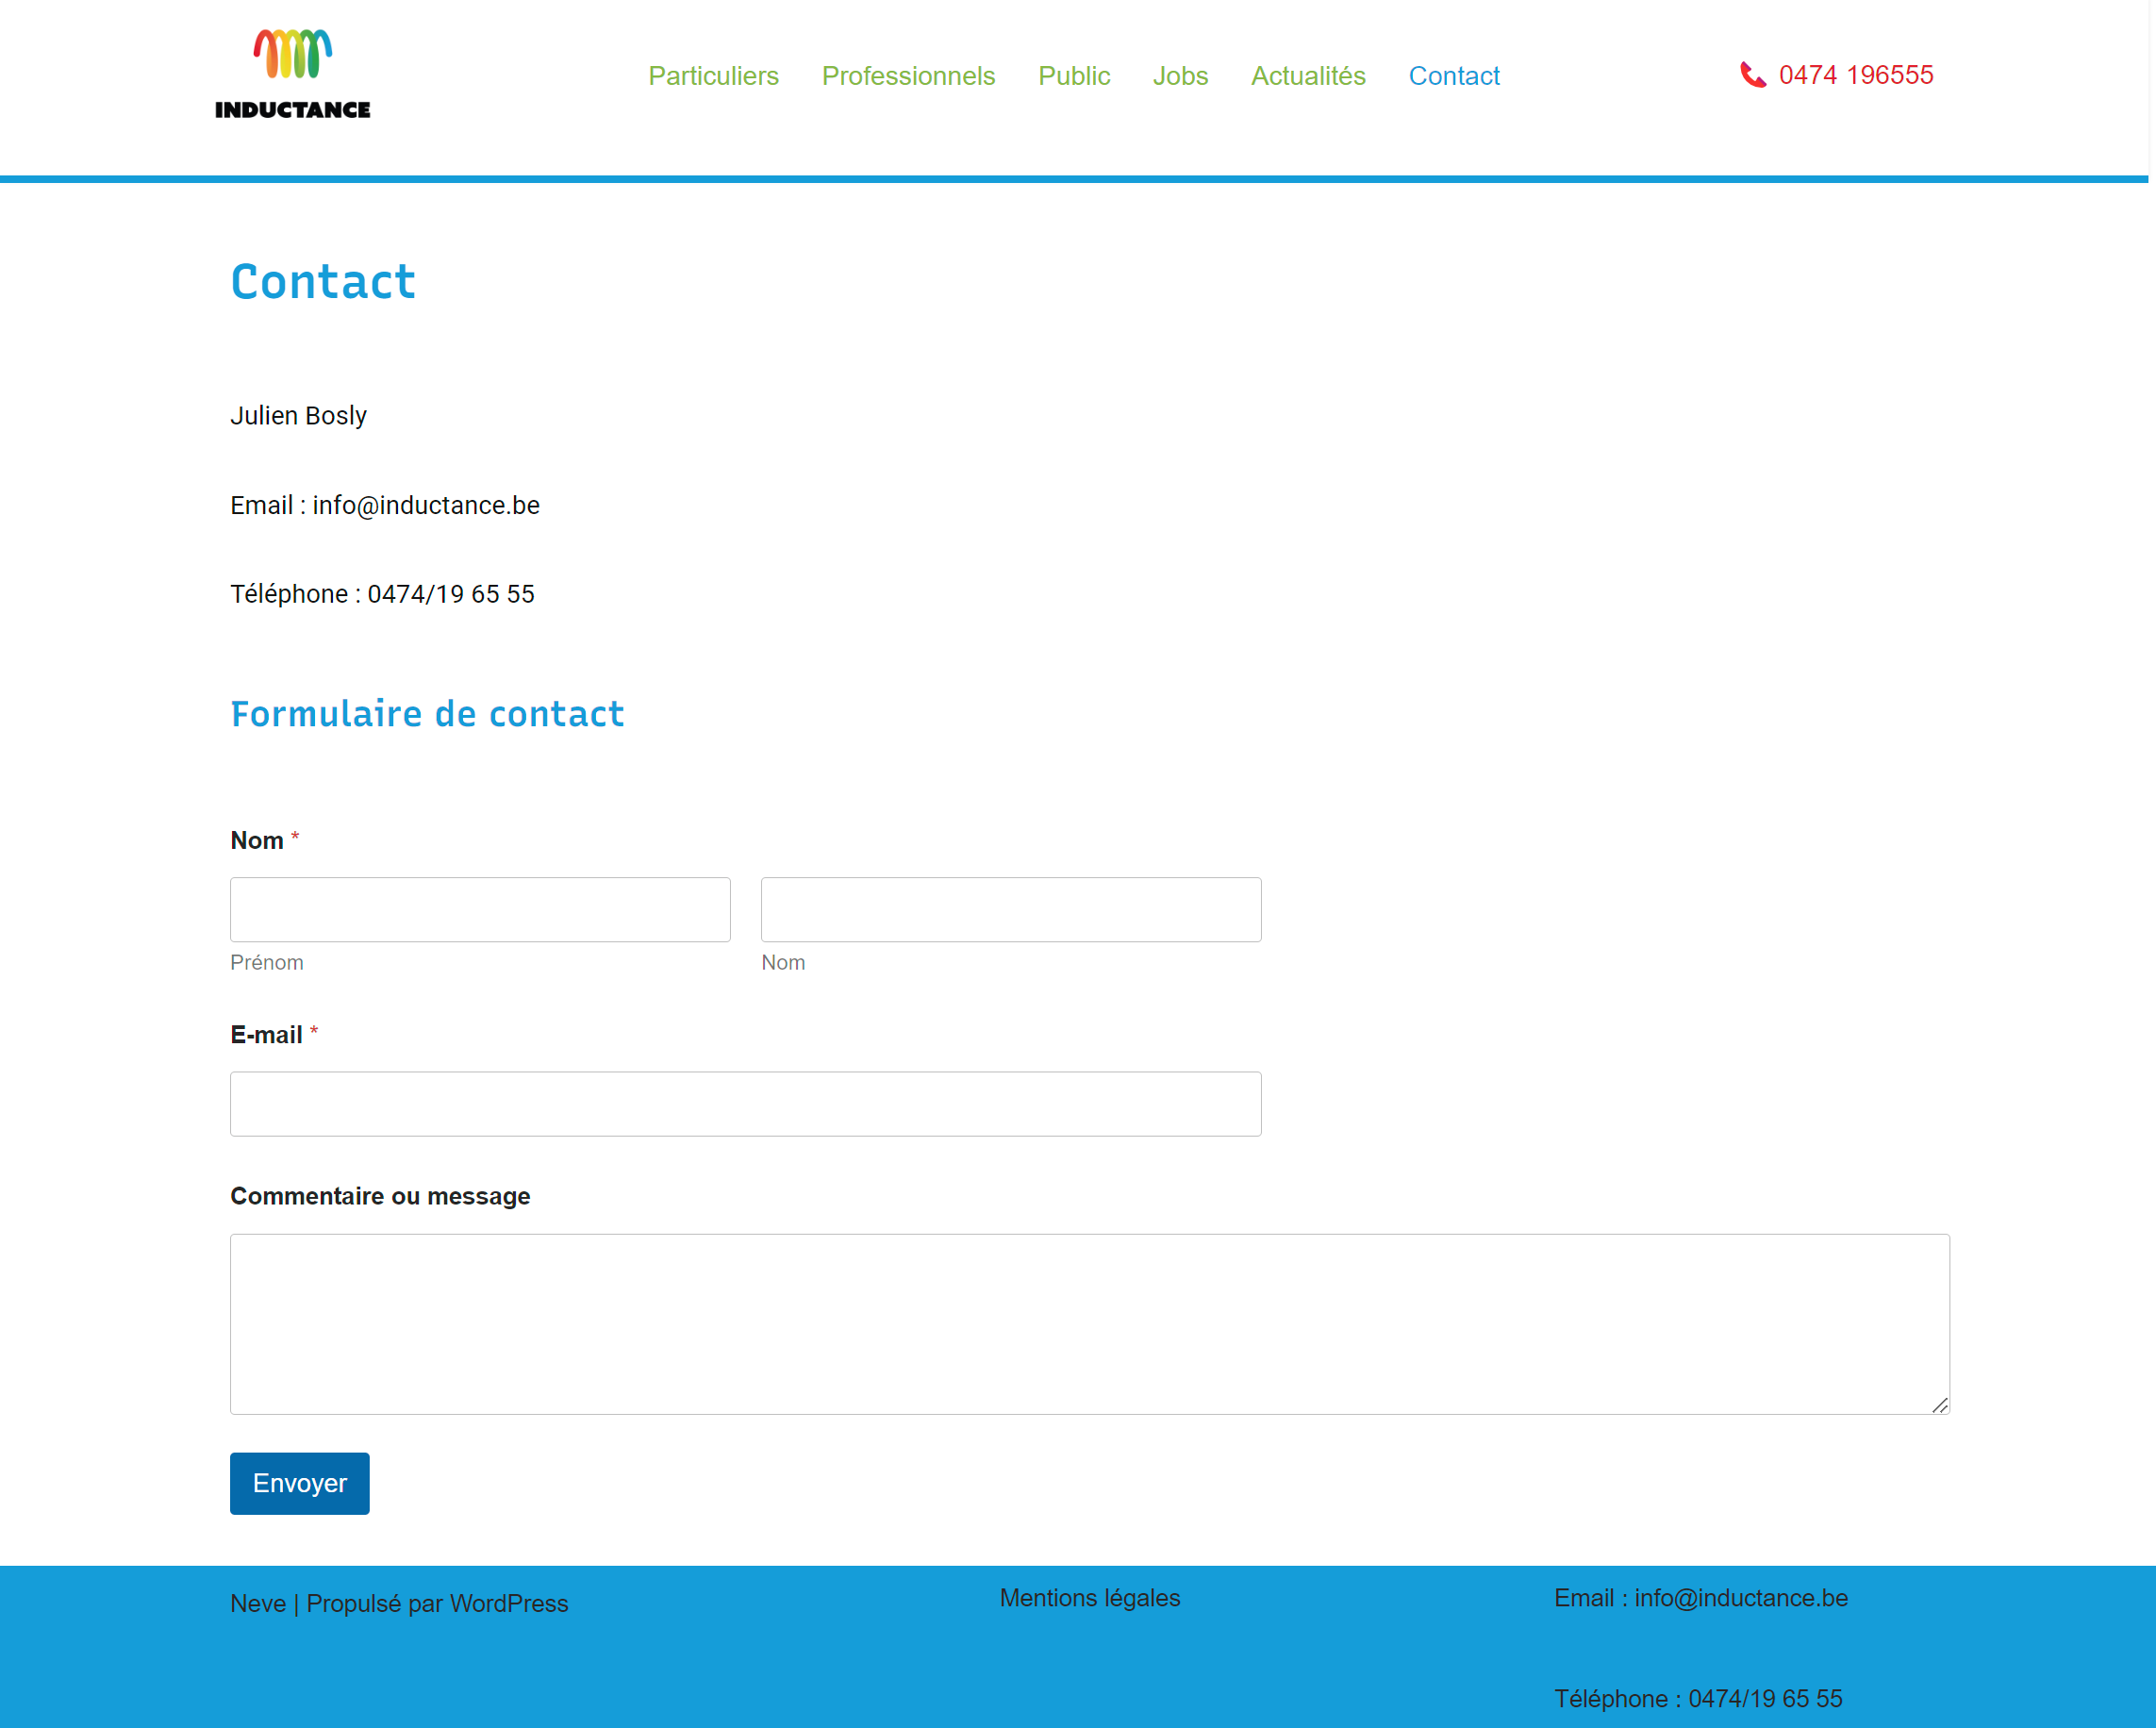 INDUCTANCE
Particuliers Professionnels Public Jobs Actualités Contact
0474 196555
Contact
Julien Bosly
Email : info@inductance.be
Téléphone : 0474/19 65 55
Formulaire de contact
Nom *
Prénom
Nom
E-mail *
Commentaire ou message
Envoyer
Neve | Propulsé par WordPress
Mentions légales
Email : info@inductance.be
Téléphone : 0474/19 65 55